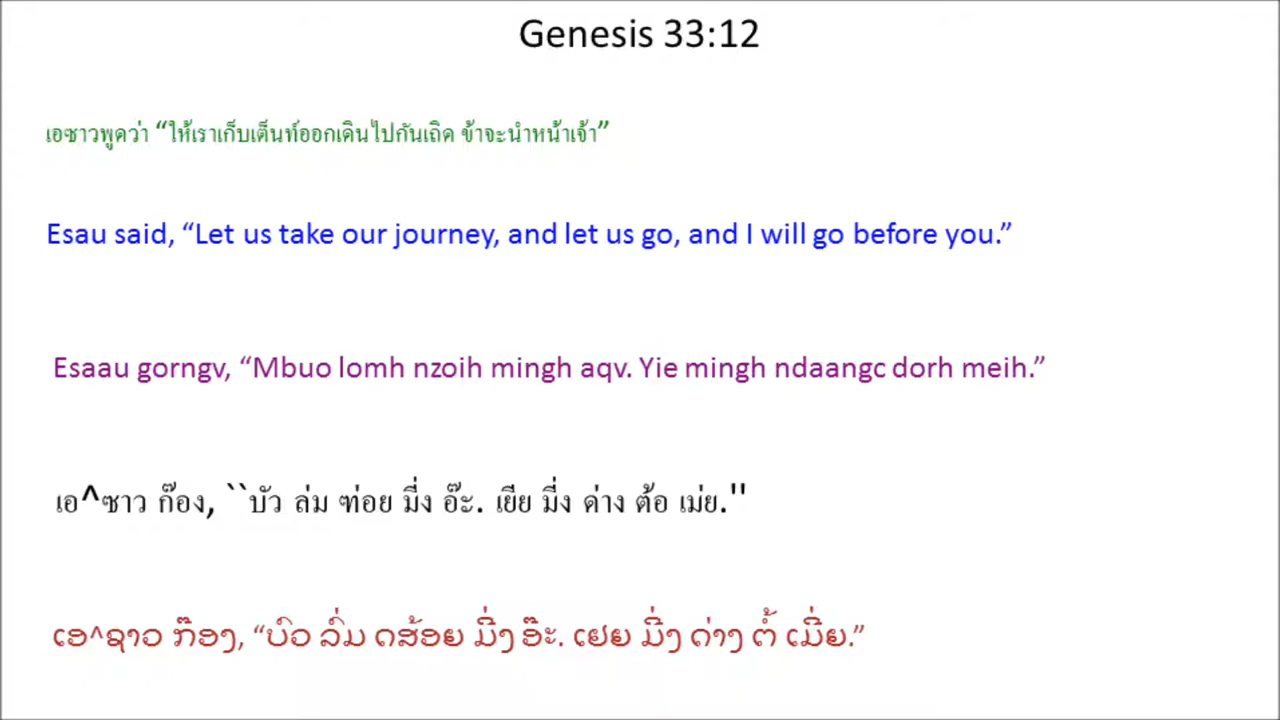 Genesis 33:12
เอซาวพูดว่า “ให้เราเก็บเต็นท์ออกเดินไปกันเถิด ข้าจะนำหน้าเจ้า”
Esau said, “Let us take our journey, and let us go, and I will go before you.”
Esaau gorngv, “Mbuo lomh nzoih mingh aqv. Yie mingh ndaangc dorh meih.”
เอ^ซาว ก๊อง, ``บัว ล่ม ฑ่อย มี่ง อ๊ะ. เยีย มี่ง ด่าง ต้อ เม่ย."
ເອ^ຊາວ ກ໊ອງ, “ບົວ ລົ່ມ ດສ້ອຍ ມີ່ງ ອ໊ະ. ເຢຍ ມີ່ງ ດ່າງ ຕໍ້ ເມີ່ຍ.”